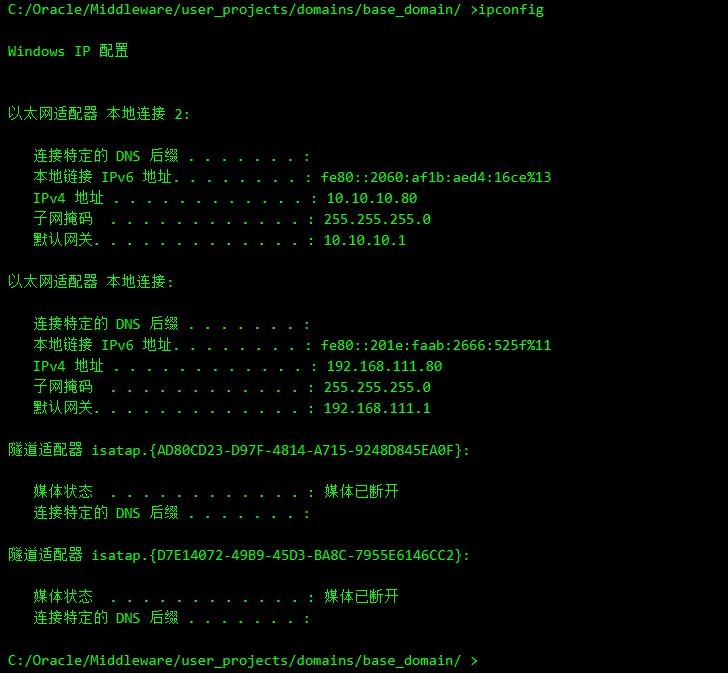 C:/Oracle/Middleware/user_projects/domains/base_domain/ >ipconfig
Windows IP 配置
以太网适配器 本地连接 2:
连接特定的 DNS 后缀 . . . . . . . :
本地链接 IPv6 地址. . . . . . . . : fe80::2060:af1b:aed4:16ce%13
IPv4 地址 . . . . . . . . . . . . : 10.10.10.80
子网掩码  . . . . . . . . . . . . : 255.255.255.0
默认网关. . . . . . . . . . . . . : 10.10.10.1
以太网适配器 本地连接:
连接特定的 DNS 后缀 . . . . . . . :
本地链接 IPv6 地址. . . . . . . . : fe80::201e:faab:2666:525f%11
IPv4 地址 . . . . . . . . . . . . : 192.168.111.80
子网掩码  . . . . . . . . . . . . : 255.255.255.0
默认网关. . . . . . . . . . . . . : 192.168.111.1
隧道适配器 isatap.{AD80CD23-D97F-4814-A715-9248D845EA0F}:
媒体状态  . . . . . . . . . . . . : 媒体已断开
连接特定的 DNS 后缀 . . . . . . . :
隧道适配器 isatap.{D7E14072-49B9-45D3-BA8C-7955E6146CC2}:
媒体状态  . . . . . . . . . . . . : 媒体已断开
连接特定的 DNS 后缀 . . . . . . . :
C:/Oracle/Middleware/user_projects/domains/base_domain/ >